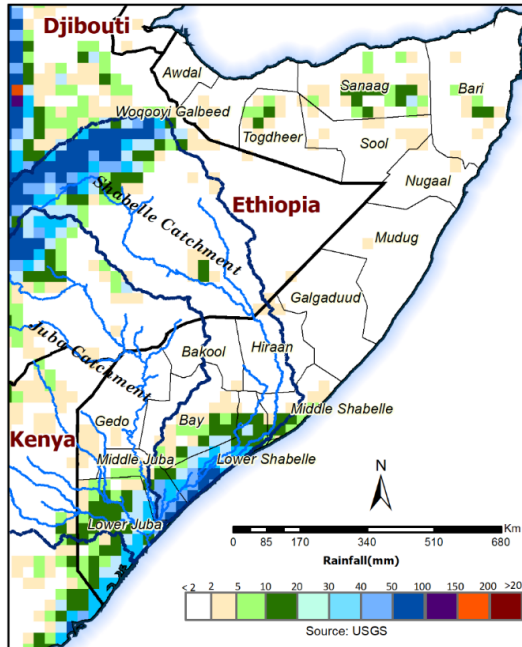 Djibouti
Awdal
Sanaag
Bari
Woqooyi Galbeed
Togdheer
Sool
Nugaal
Shabelle Catchment
Ethiopia
Mudug
Galgaduud
Juba Catchment
Bakool
Hiraan
Gedo
Bay
Middle Shabelle
Kenya
Middle Juba
Lower Shabelle
N
Lower Juba
Km
0 85 170 340 510 680
Rainfall(mm)
< 2 2 5 10 20 30 40 50 100 150 200 >20
Source: USGS